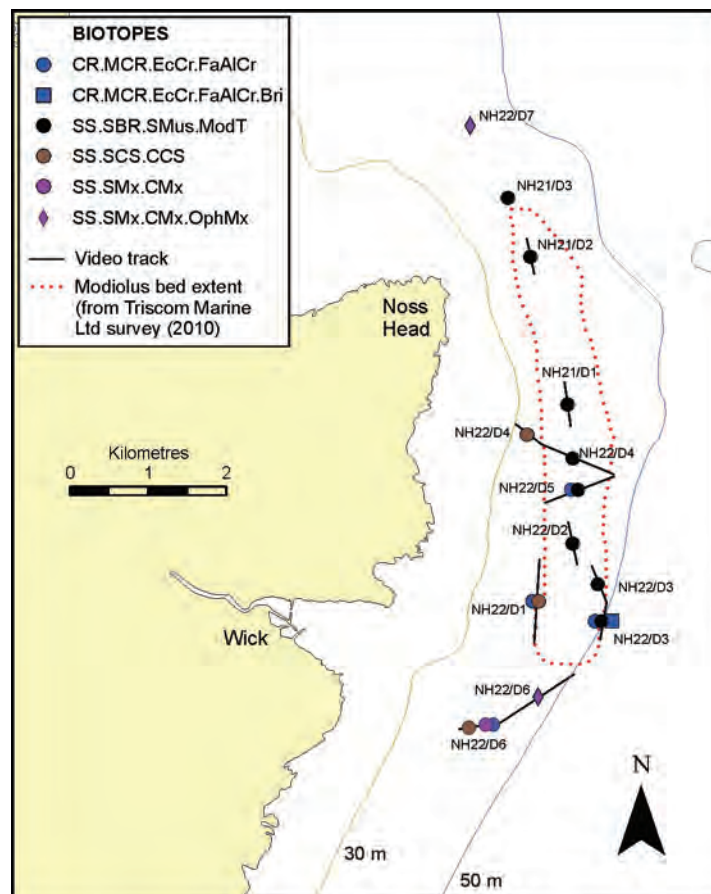 BIOTOPES
CR.MCR.EcCr.FaAlCr
CR.MCR.EcCr.FaAlCr.Bri
SS.SBR.SMus.ModT
SS.SCS.CCS
SS.SMx.CMx
SS.SMx.CMx.OphMx
Video track
Modiolus bed extent
(from Triscom Marine
Ltd survey (2010)
NH22/D7
NH21/D3
NH21/D2
Noss
Head
NH21/D1
NH22/D4
NH22/D4
Kilometres
0 1 2
NH22/D5
NH22/D2
NH22/D3
NH22/D1
NH22/D3
Wick
NH22/D6
NH22/D6
N
30 m
50 m